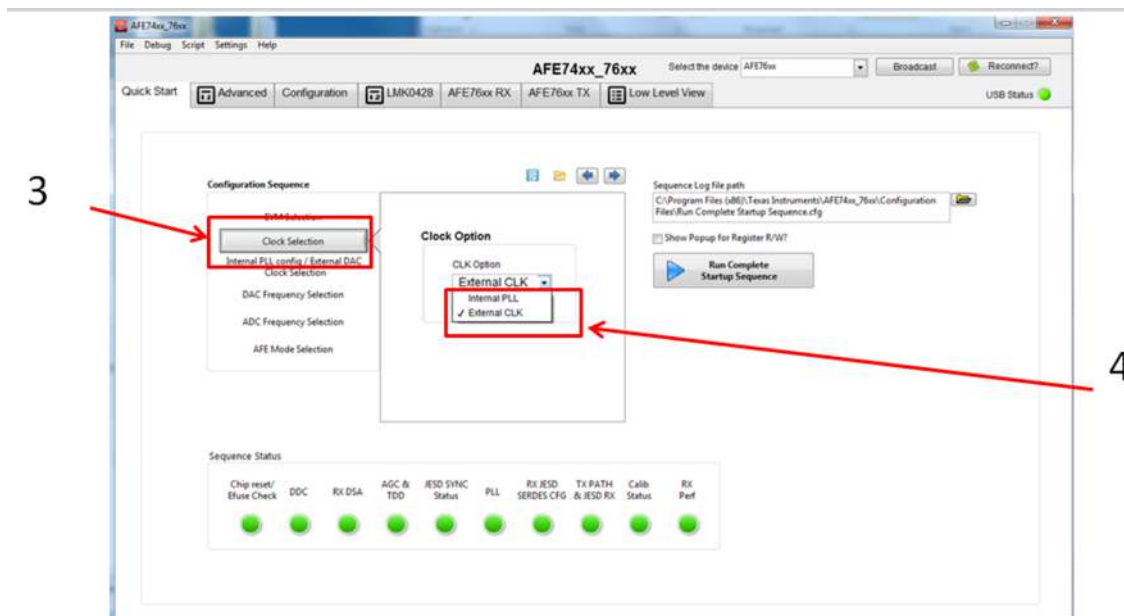 AFE74xx_76xx
File Debug Script Settings Help
AFE74xx_76xx
Select the device
AFE76xx
Broadcast
Reconnect?
Quick Start
Advanced
Configuration
LMK0428
AFE76xx RX
AFE76xx TX
Low Level View
USB Status
3
Configuration Sequence
Clock Selection
Internal PLL config / External DAC
Clock Selection
DAC Frequency Selection
ADC Frequency Selection
AFE Mode Selection
Clock Option
CLK Option
External CLK
Internal PLL
✓ External CLK
Sequence Log file path
C:\Program Files (x86)\Texas Instruments\AFE74xx_76xx\Configuration
Files\Run Complete Startup Sequence.cfg
Show Popup for Register R/W?
Run Complete
Startup Sequence
4
Sequence Status
Chip reset/
Efuse Check
DDC
RX DSA
AGC &
TDD
JESD SYNC
Status
PLL
RX JESD
SERDES CFG
TX PATH
& JESD RX
Calib
Status
RX
Perf